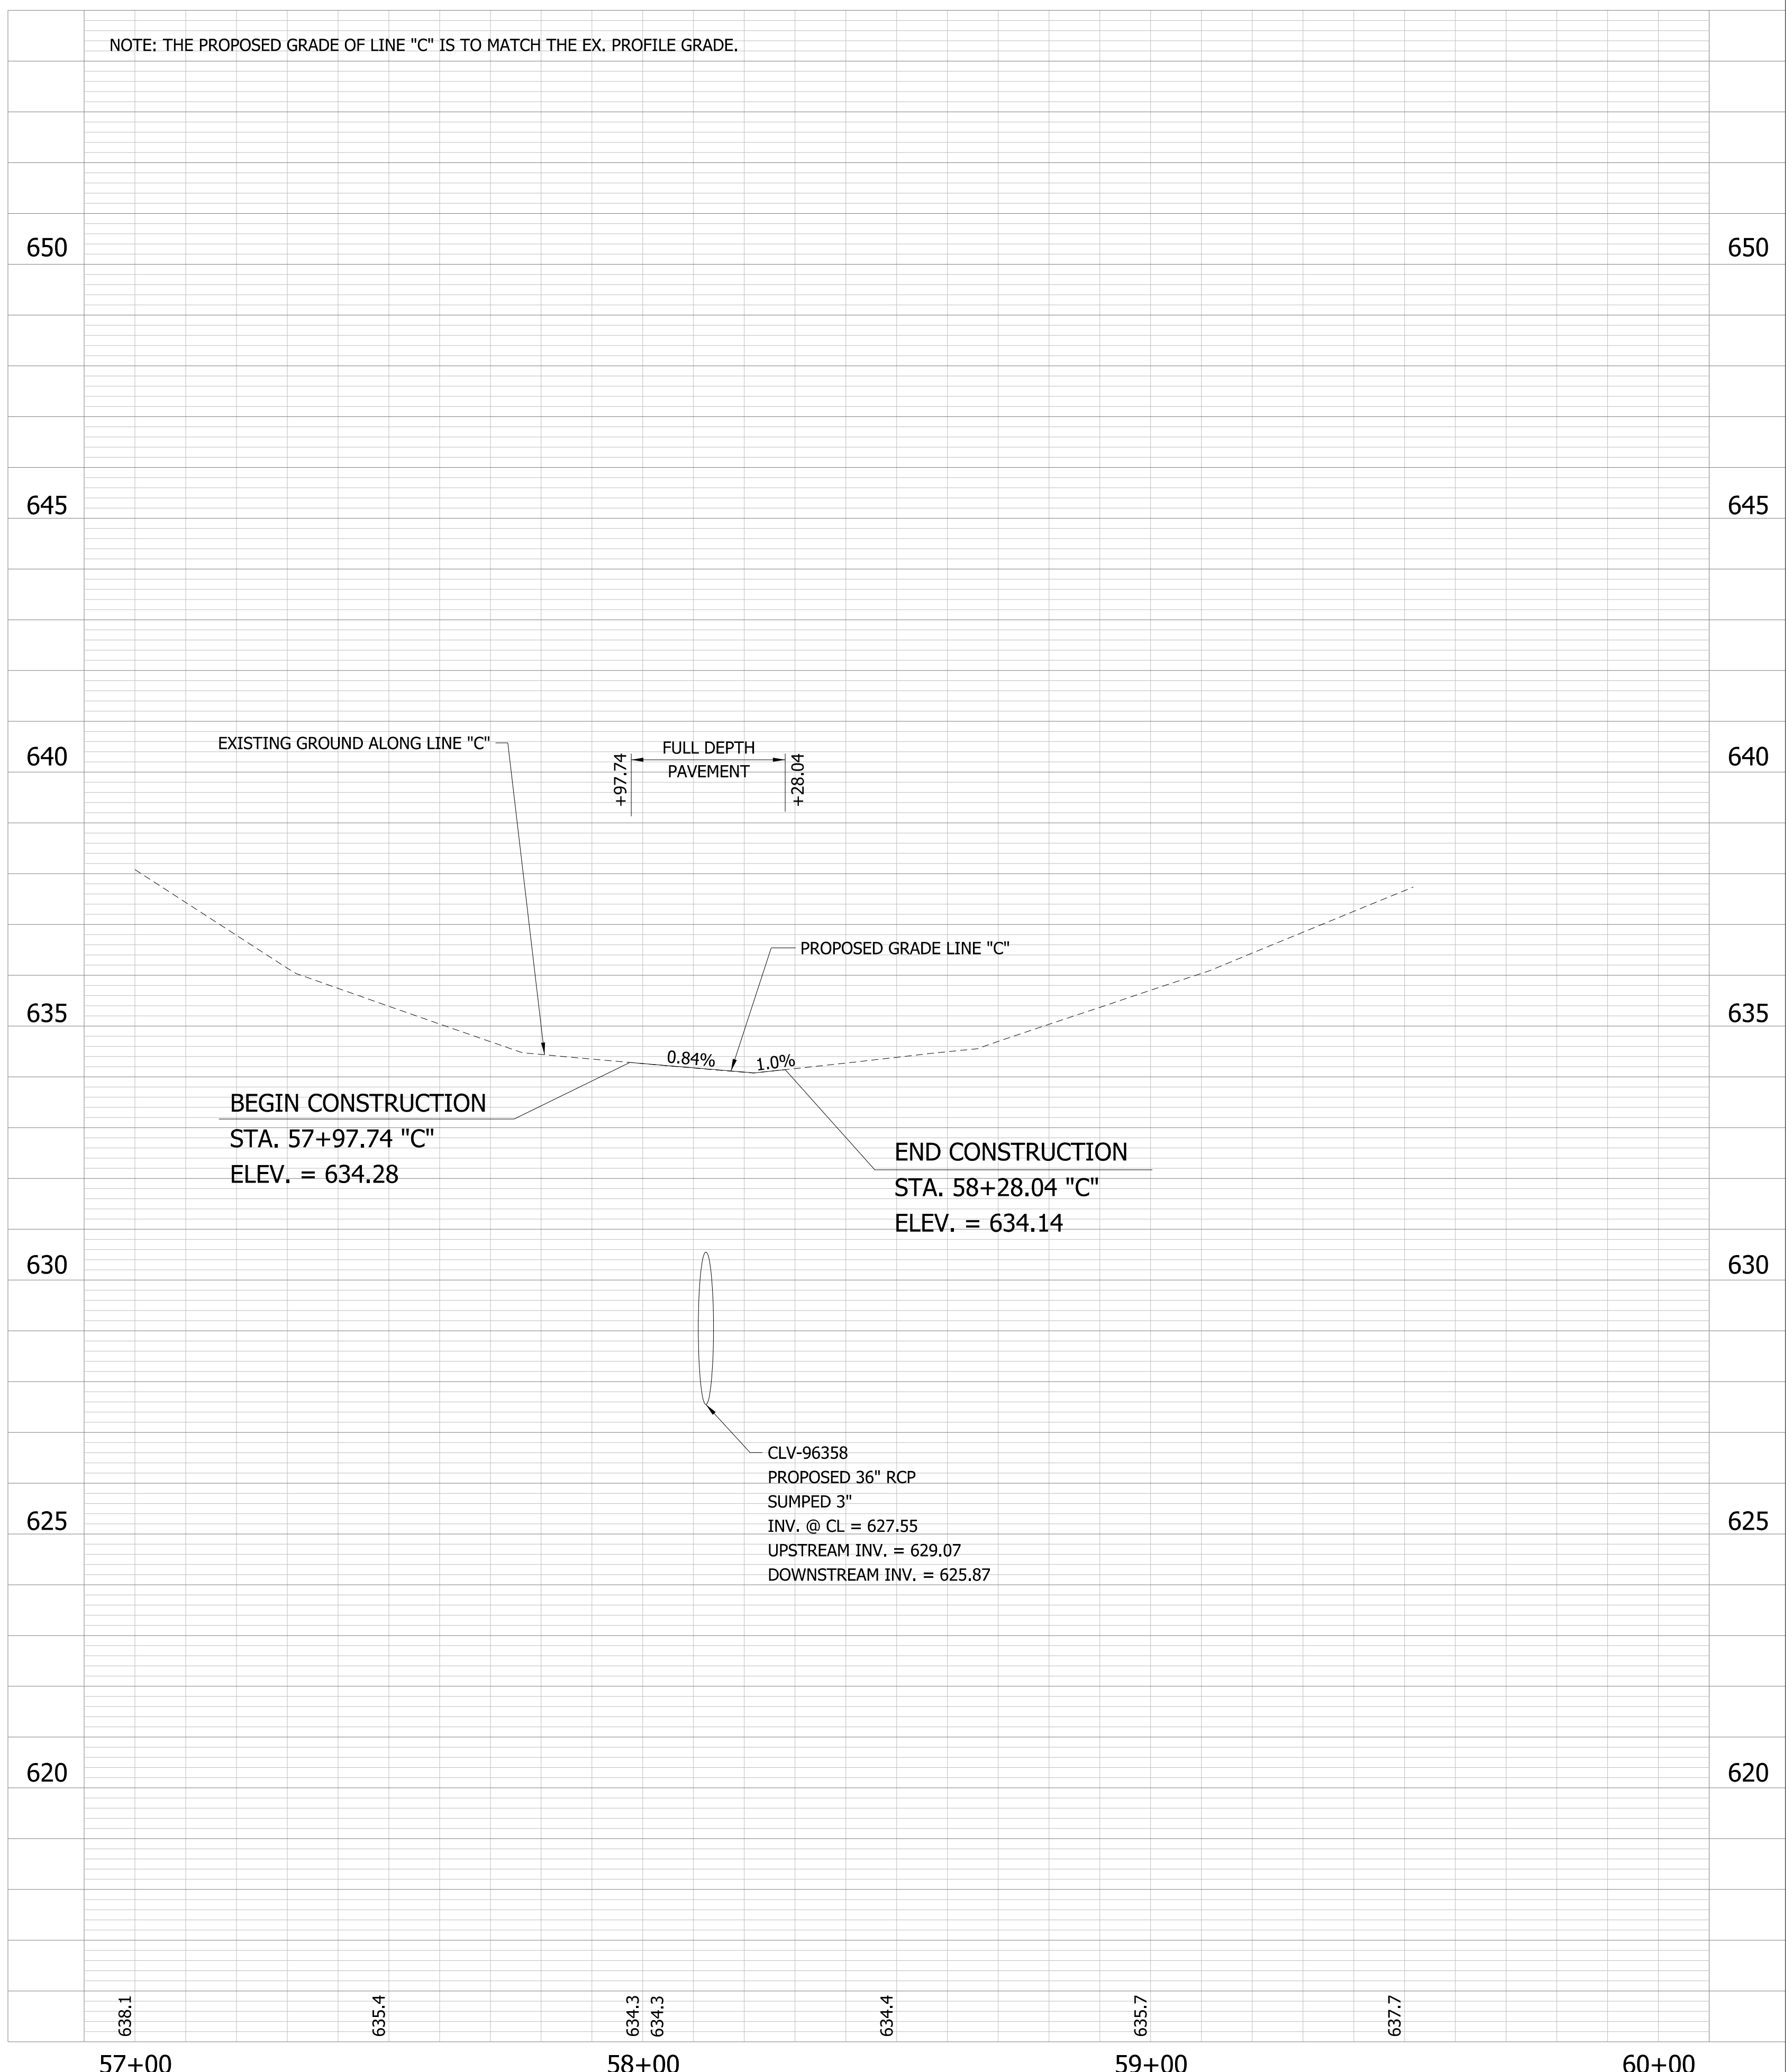 NOTE: THE PROPOSED GRADE OF LINE "C" IS TO MATCH THE EX. PROFILE GRADE.
650 650
645 645
EXISTING GROUND ALONG LINE "C"
FULL DEPTH
PAVEMENT
+97.74
+28.04
640 640
PROPOSED GRADE LINE "C"
635 635
0.84% 1.0%
BEGIN CONSTRUCTION
STA. 57+97.74 "C"
ELEV. = 634.28
END CONSTRUCTION
STA. 58+28.04 "C"
ELEV. = 634.14
630 630
CLV-96358
PROPOSED 36" RCP
SUMPED 3"
INV. @ CL = 627.55
UPSTREAM INV. = 629.07
DOWNSTREAM INV. = 625.87
625 625
620 620
638.1
635.4
634.3
634.3
634.4
635.7
637.7
57+00 58+00 59+00 60+00